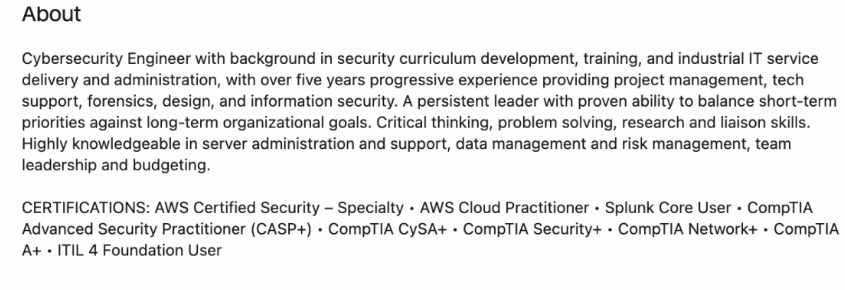 About
Cybersecurity Engineer with background in security curriculum development, training, and industrial IT service
delivery and administration, with over five years progressive experience providing project management, tech
support, forensics, design, and information security. A persistent leader with proven ability to balance short-term
priorities against long-term organizational goals. Critical thinking, problem solving, research and liaison skills.
Highly knowledgeable in server administration and support, data management and risk management, team
leadership and budgeting.
CERTIFICATIONS: AWS Certified Security – Specialty • AWS Cloud Practitioner • Splunk Core User • CompTIA
Advanced Security Practitioner (CASP+) • CompTIA CySA+ • CompTIA Security+ • CompTIA Network+ • CompTIA
A+ • ITIL 4 Foundation User